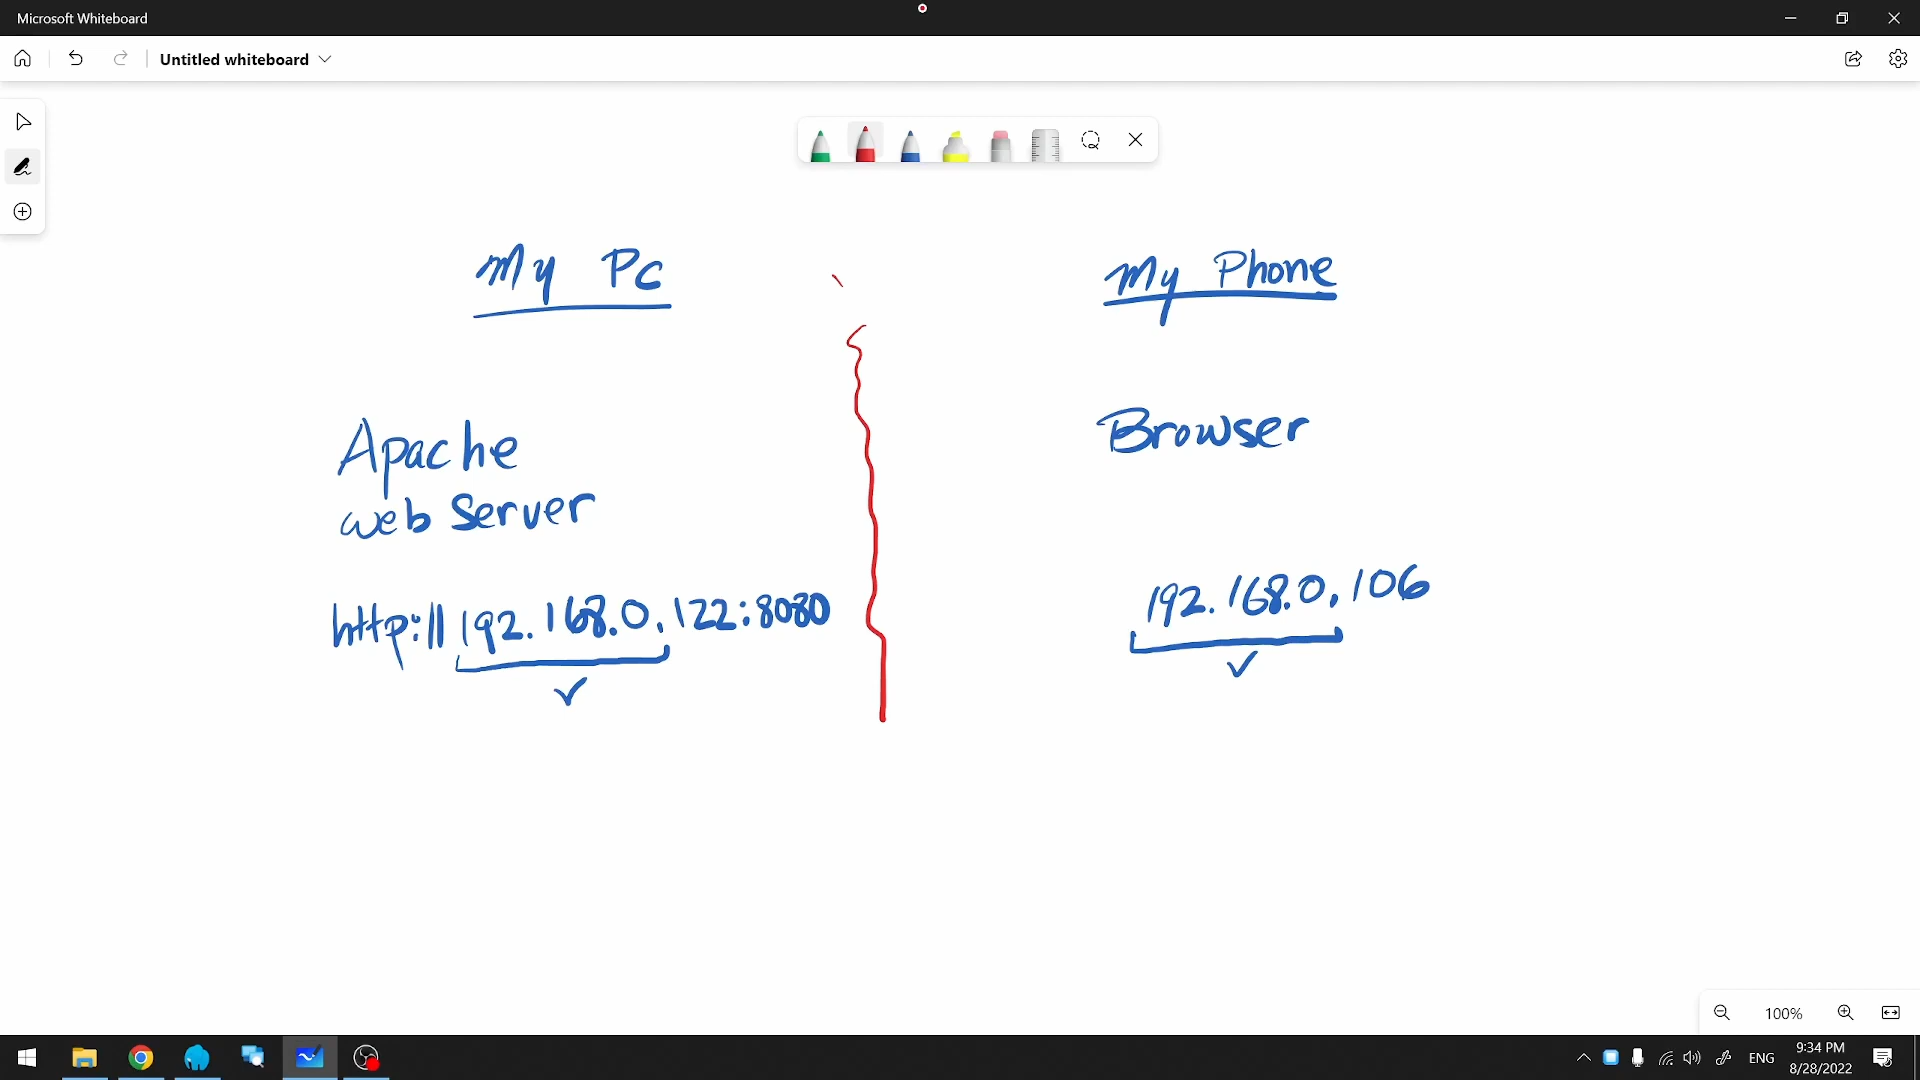 Microsoft Whiteboard
Untitled whiteboard
My PC
My Phone
Apache
web Server
Browser
http://192.168.0.122:8080
192.168.0.106
100%
ENG
9:34 PM
8/28/2022